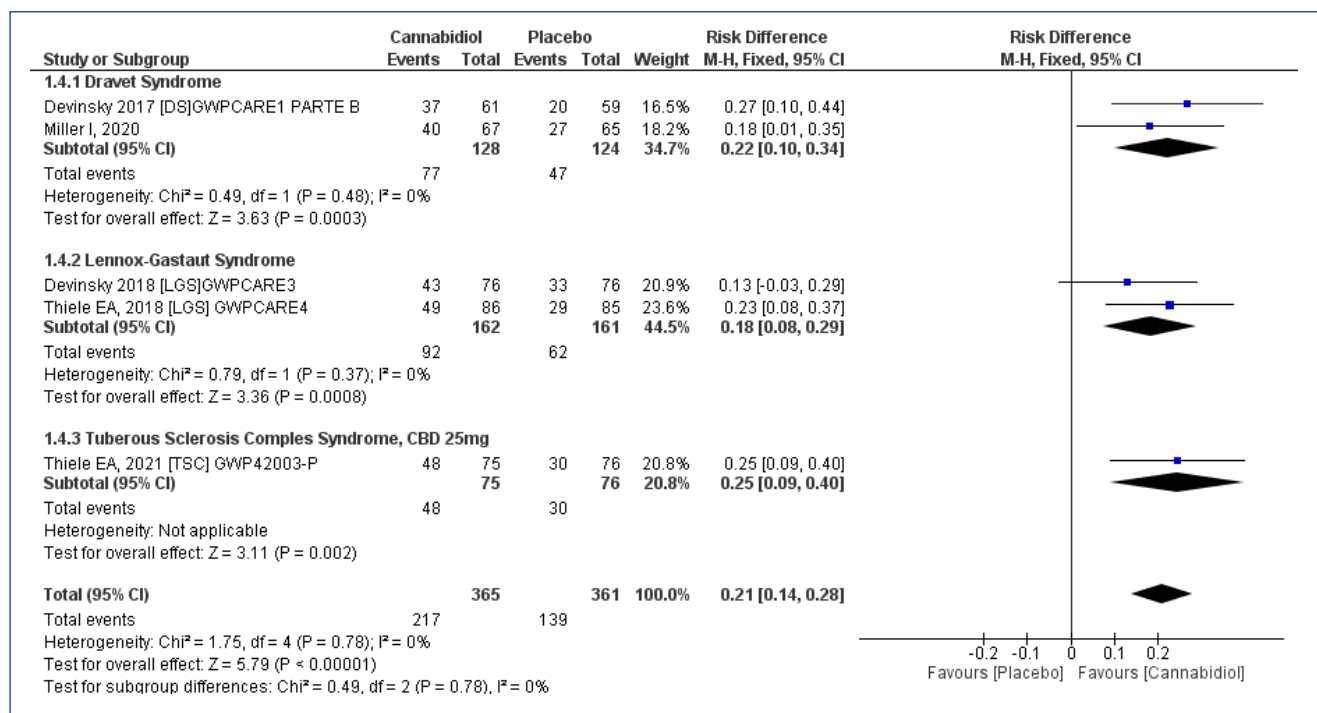 Cannabidiol Placebo Risk Difference Risk Difference
Study or Subgroup Events Total Events Total Weight M-H, Fixed, 95% CI M-H, Fixed, 95% CI
1.4.1 Dravet Syndrome
Devinsky 2017 [DS]GWPCARE1 PARTE B 37 61 20 59 16.5% 0.27 [0.10, 0.44]
Miller I, 2020 40 67 27 65 18.2% 0.18 [0.01, 0.35]
Subtotal (95% CI) 128 124 34.7% 0.22 [0.10, 0.34]
Total events 77 47
Heterogeneity: Chi² = 0.49, df = 1 (P = 0.48); I² = 0%
Test for overall effect: Z = 3.63 (P = 0.0003)
1.4.2 Lennox-Gastaut Syndrome
Devinsky 2018 [LGS]GWPCARE3 43 76 33 76 20.9% 0.13 [-0.03, 0.29]
Thiele EA, 2018 [LGS] GWPCARE4 49 86 29 85 23.6% 0.23 [0.08, 0.37]
Subtotal (95% CI) 162 161 44.5% 0.18 [0.08, 0.29]
Total events 92 62
Heterogeneity: Chi² = 0.79, df = 1 (P = 0.37); I² = 0%
Test for overall effect: Z = 3.36 (P = 0.0008)
1.4.3 Tuberous Sclerosis Comples Syndrome, CBD 25mg
Thiele EA, 2021 [TSC] GWP42003-P 48 75 30 76 20.8% 0.25 [0.09, 0.40]
Subtotal (95% CI) 75 76 20.8% 0.25 [0.09, 0.40]
Total events 48 30
Heterogeneity: Not applicable
Test for overall effect: Z = 3.11 (P = 0.002)
Total (95% CI) 365 361 100.0% 0.21 [0.14, 0.28]
Total events 217 139
Heterogeneity: Chi² = 1.75, df = 4 (P = 0.78); I² = 0%
Test for overall effect: Z = 5.79 (P < 0.00001)
Test for subgroup differences: Chi² = 0.49, df = 2 (P = 0.78), I² = 0%
-0.2 -0.1 0 0.1 0.2
Favours [Placebo] Favours [Cannabidiol]